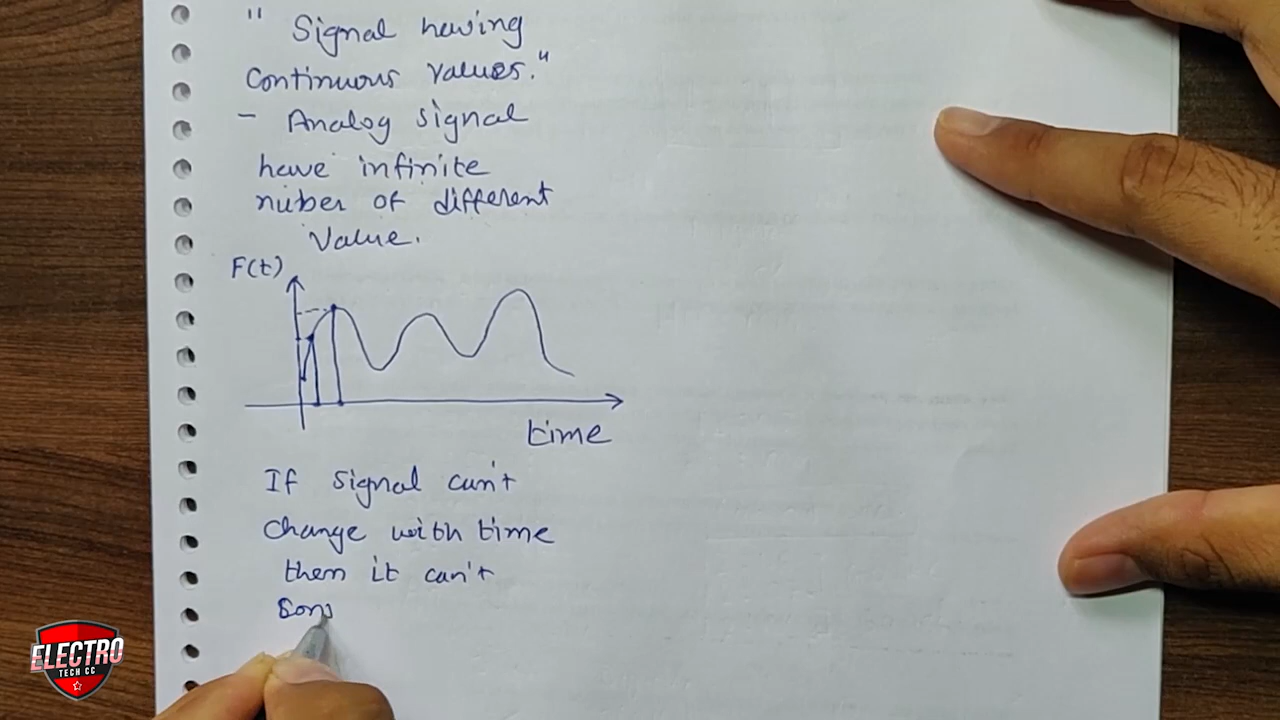 " Signal having
Continuous values."
- Analog signal
have infinite
nuber of different
Value.
F(t)
time
If signal can't
change with time
then it can't
ELECTRO
TECH CC